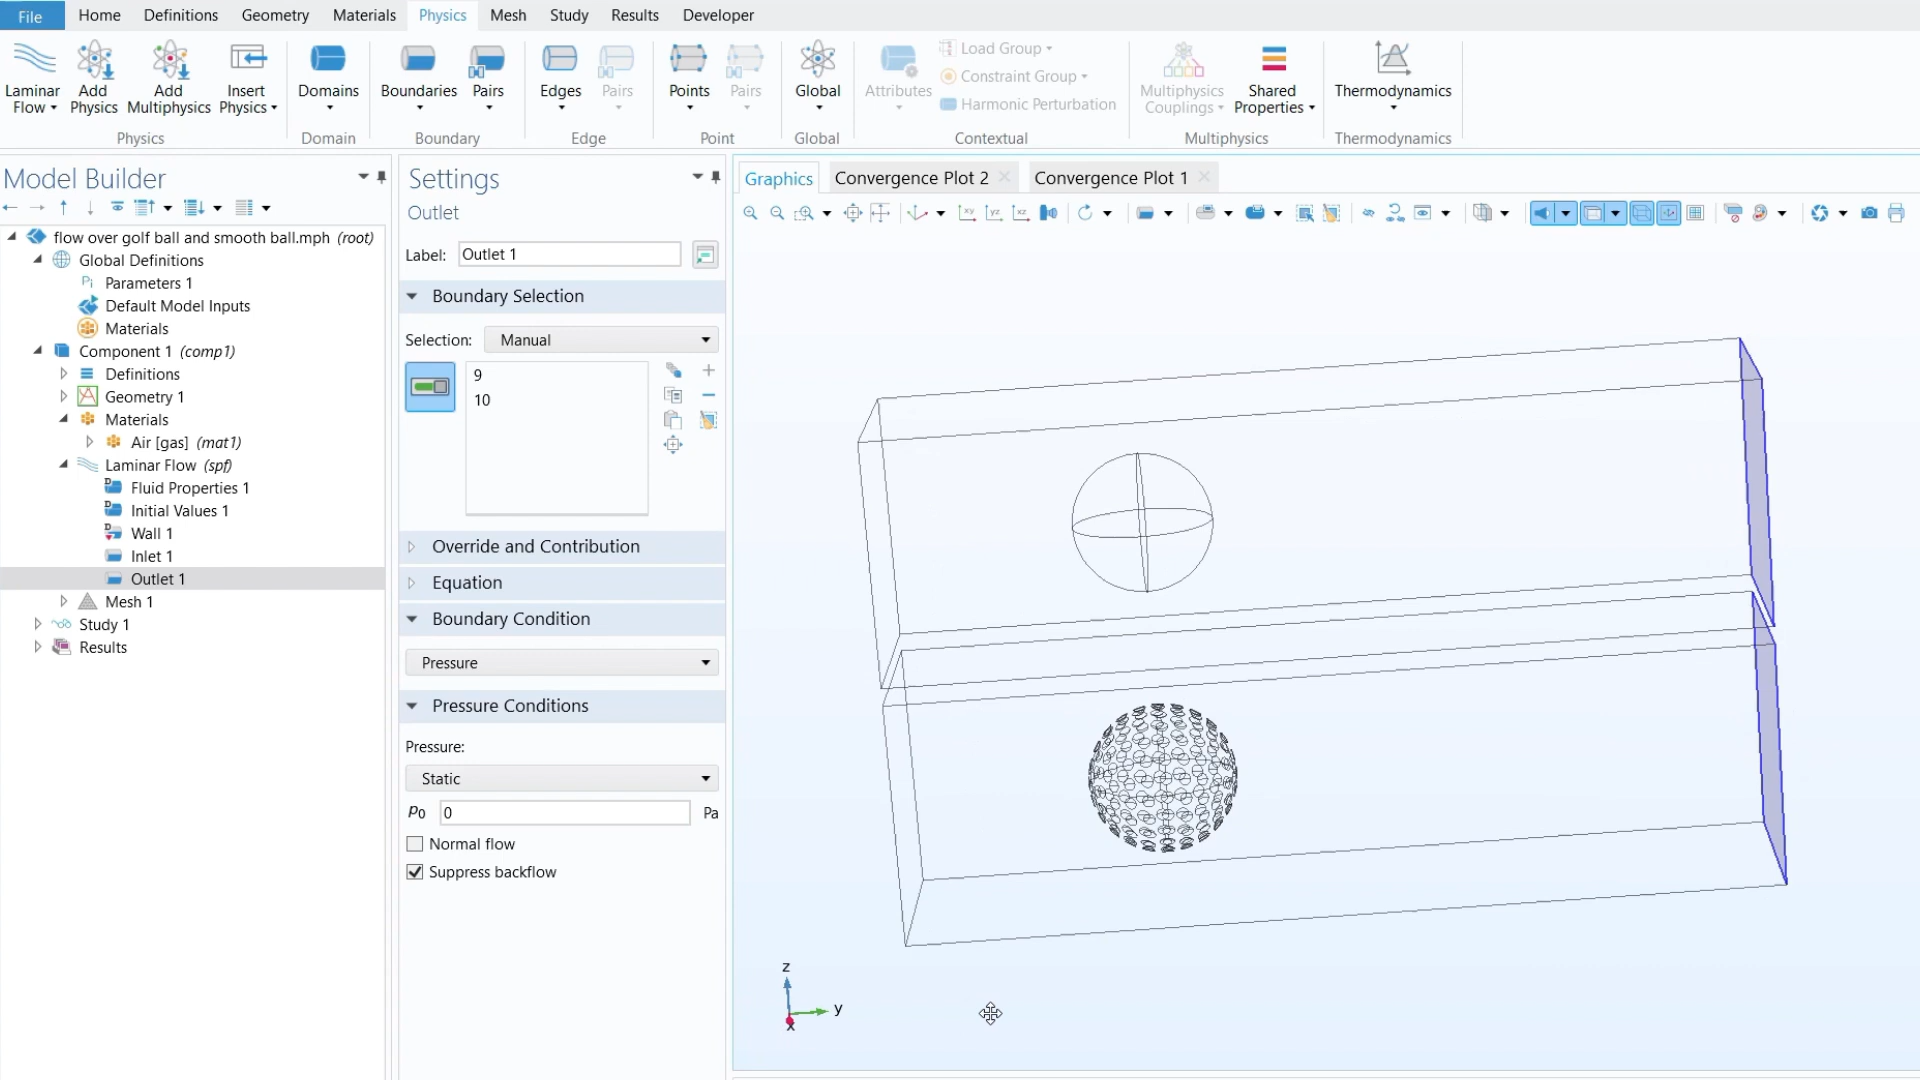 File Home Definitions Geometry Materials Physics Mesh Study Results Developer
Laminar Flow
Add Physics
Add Multiphysics
Insert Physics
Domains
Boundaries
Pairs
Edges
Pairs
Points
Pairs
Global
Attributes
Load Group
Constraint Group
Harmonic Perturbation
Multiphysics Couplings
Shared Properties
Thermodynamics
Physics Domain Boundary Edge Point Global Contextual Multiphysics Thermodynamics
Model Builder
flow over golf ball and smooth ball.mph (root)
Global Definitions
Pi Parameters 1
Default Model Inputs
Materials
Component 1 (comp1)
Definitions
Geometry 1
Materials
Air [gas] (mat1)
Laminar Flow (spf)
Fluid Properties 1
Initial Values 1
Wall 1
Inlet 1
Outlet 1
Mesh 1
Study 1
Results
Settings
Outlet
Label: Outlet 1
Boundary Selection
Selection: Manual
9
10
Override and Contribution
Equation
Boundary Condition
Pressure
Pressure Conditions
Pressure:
Static
p0 0 Pa
Normal flow
Suppress backflow
Graphics Convergence Plot 2 Convergence Plot 1
xy yz xz
z
y
x